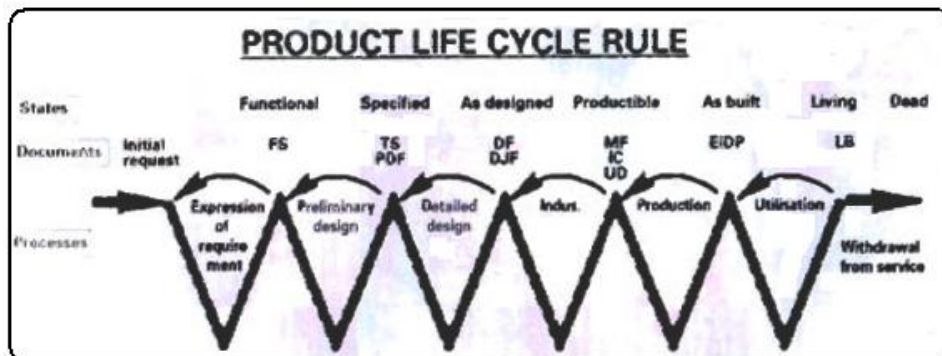 PRODUCT LIFE CYCLE RULE
States Functional Specified As designed Productible As built Living Dead
Documents Initial request FS TS PDF DF DJF MF IC UD EIDP LB
Processes Expression of require ment Preliminary design Detailed design Indus. Production Utilisation Withdrawal from service